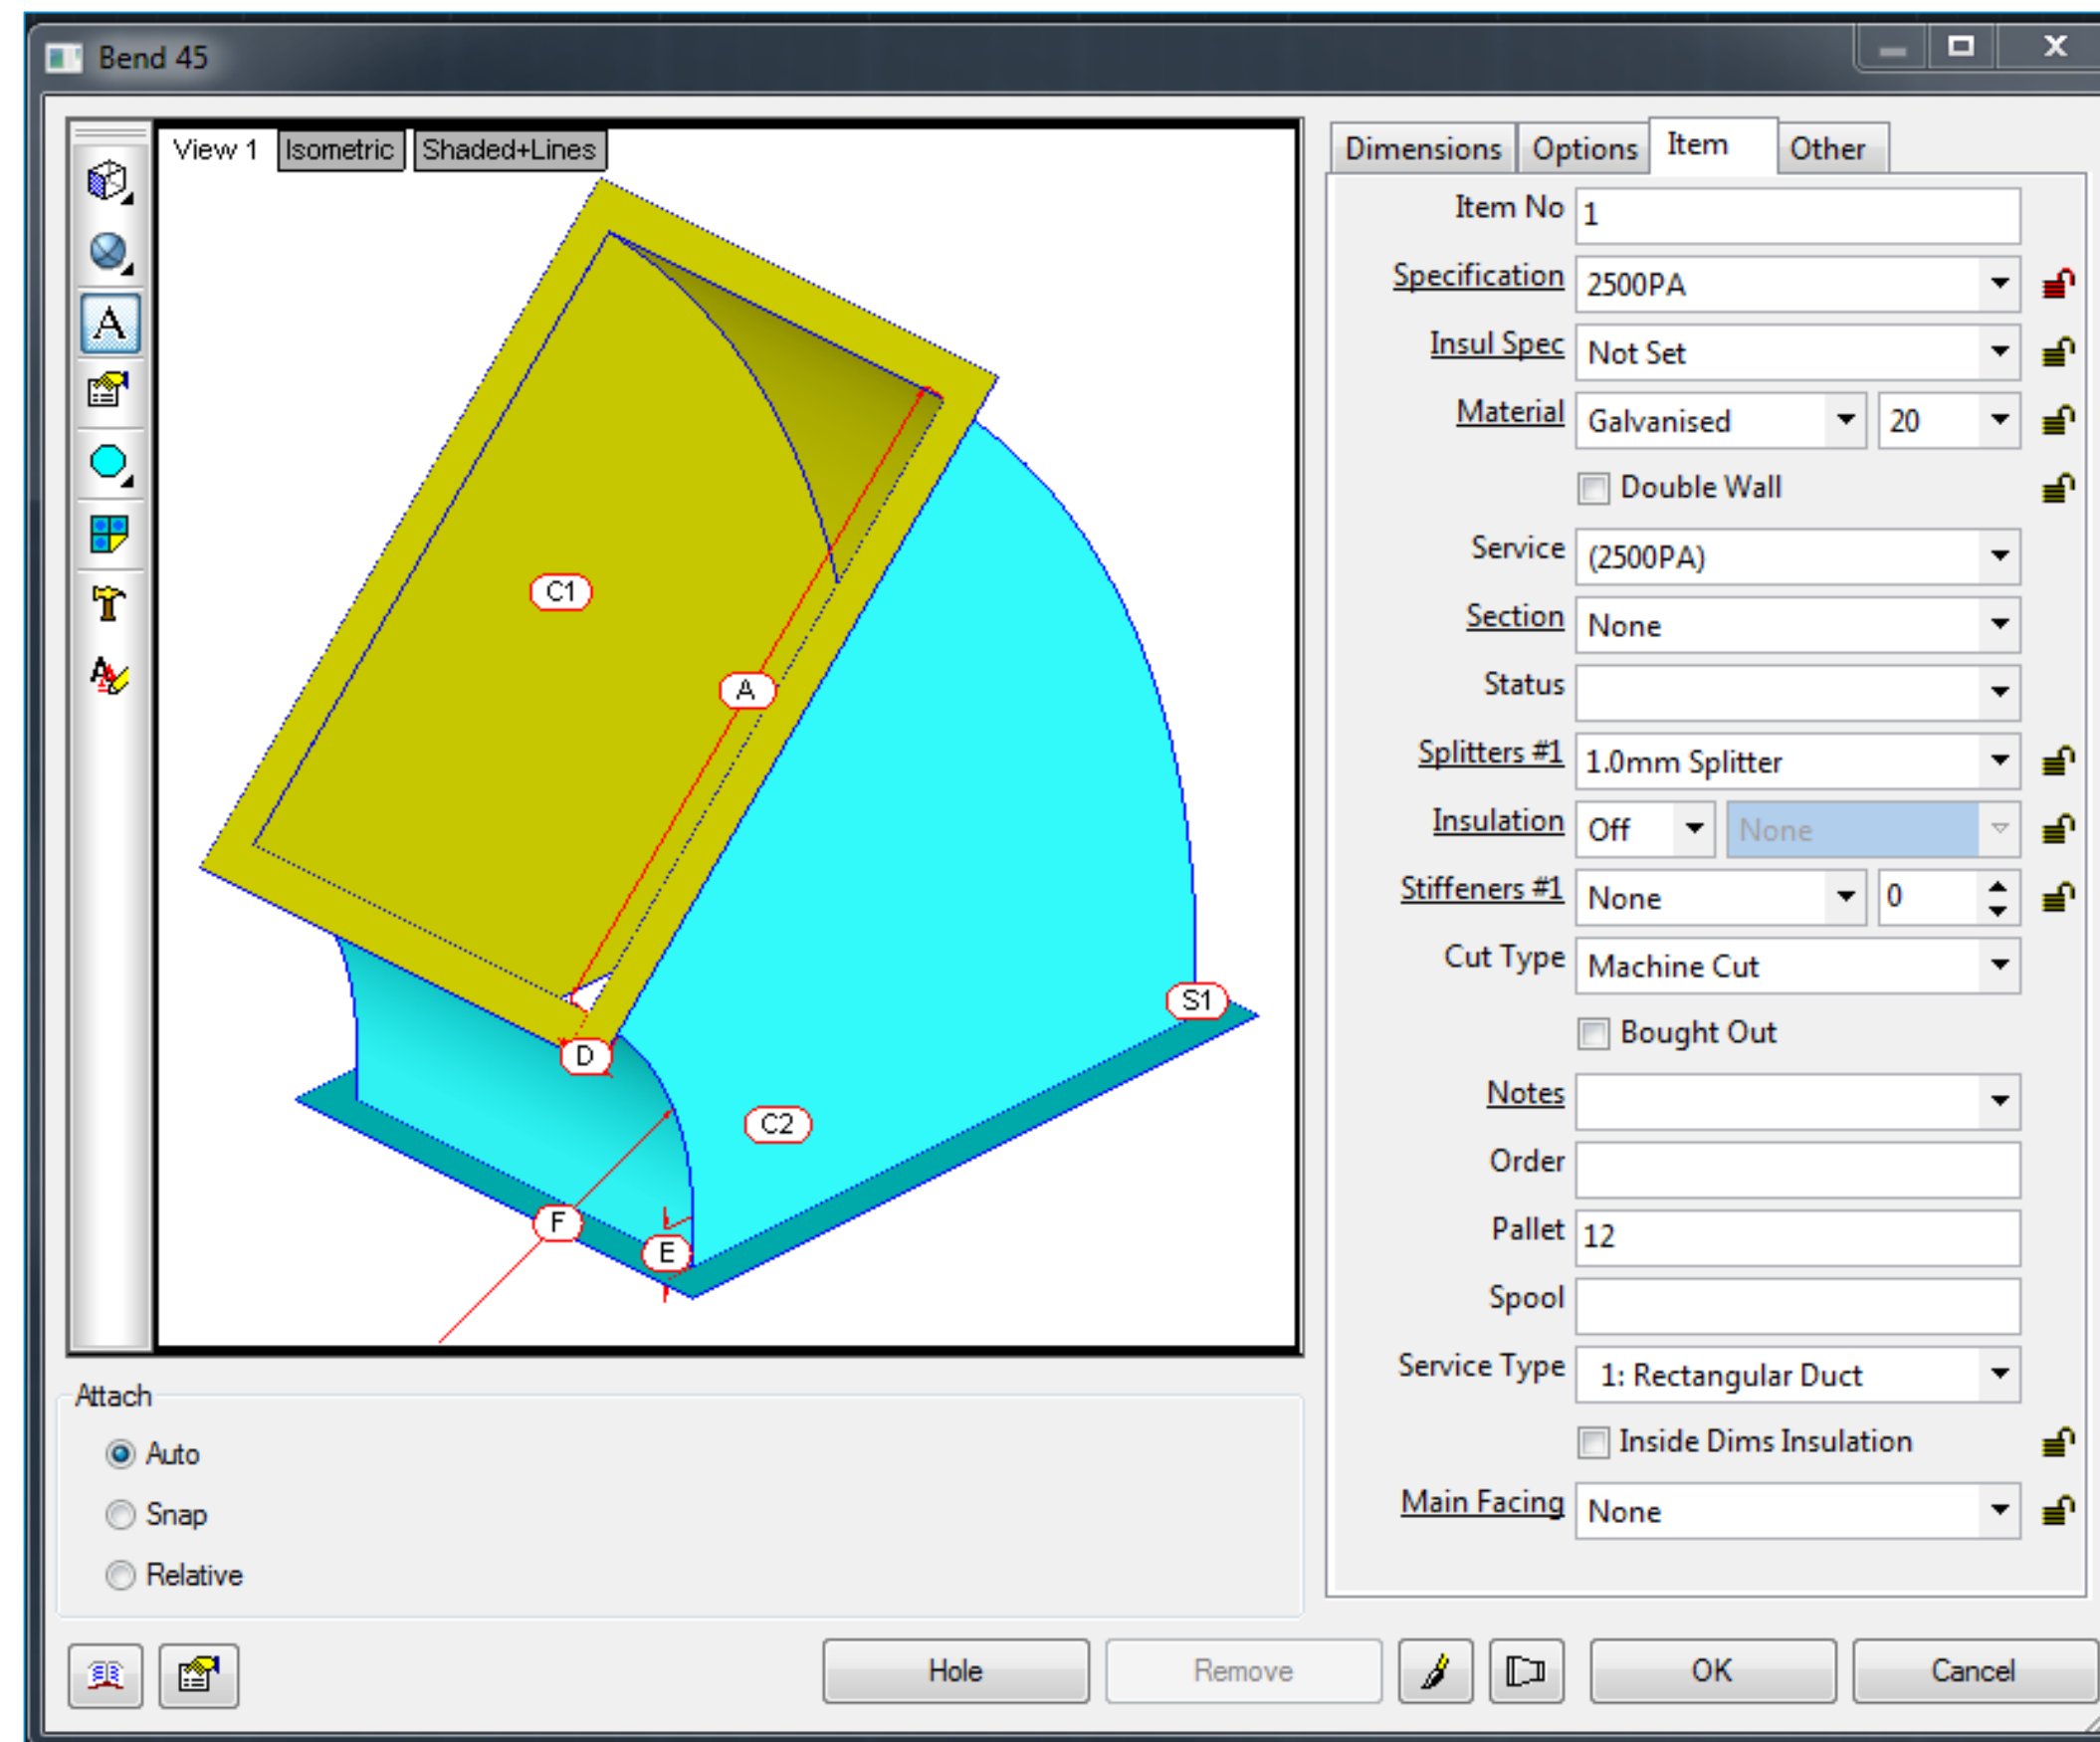 Bend 45
View 1 Isometric Shaded+Lines
C1
A
D
C2
S1
F
E
A
Attach
Auto
Snap
Relative
Dimensions Options Item Other
Item No 1
Specification 2500PA
Insul Spec Not Set
Material Galvanised 20
Double Wall
Service (2500PA)
Section None
Status
Splitters #1 1.0mm Splitter
Insulation Off None
Stiffeners #1 None 0
Cut Type Machine Cut
Bought Out
Notes
Order
Pallet 12
Spool
Service Type 1: Rectangular Duct
Inside Dims Insulation
Main Facing None
Hole Remove OK Cancel